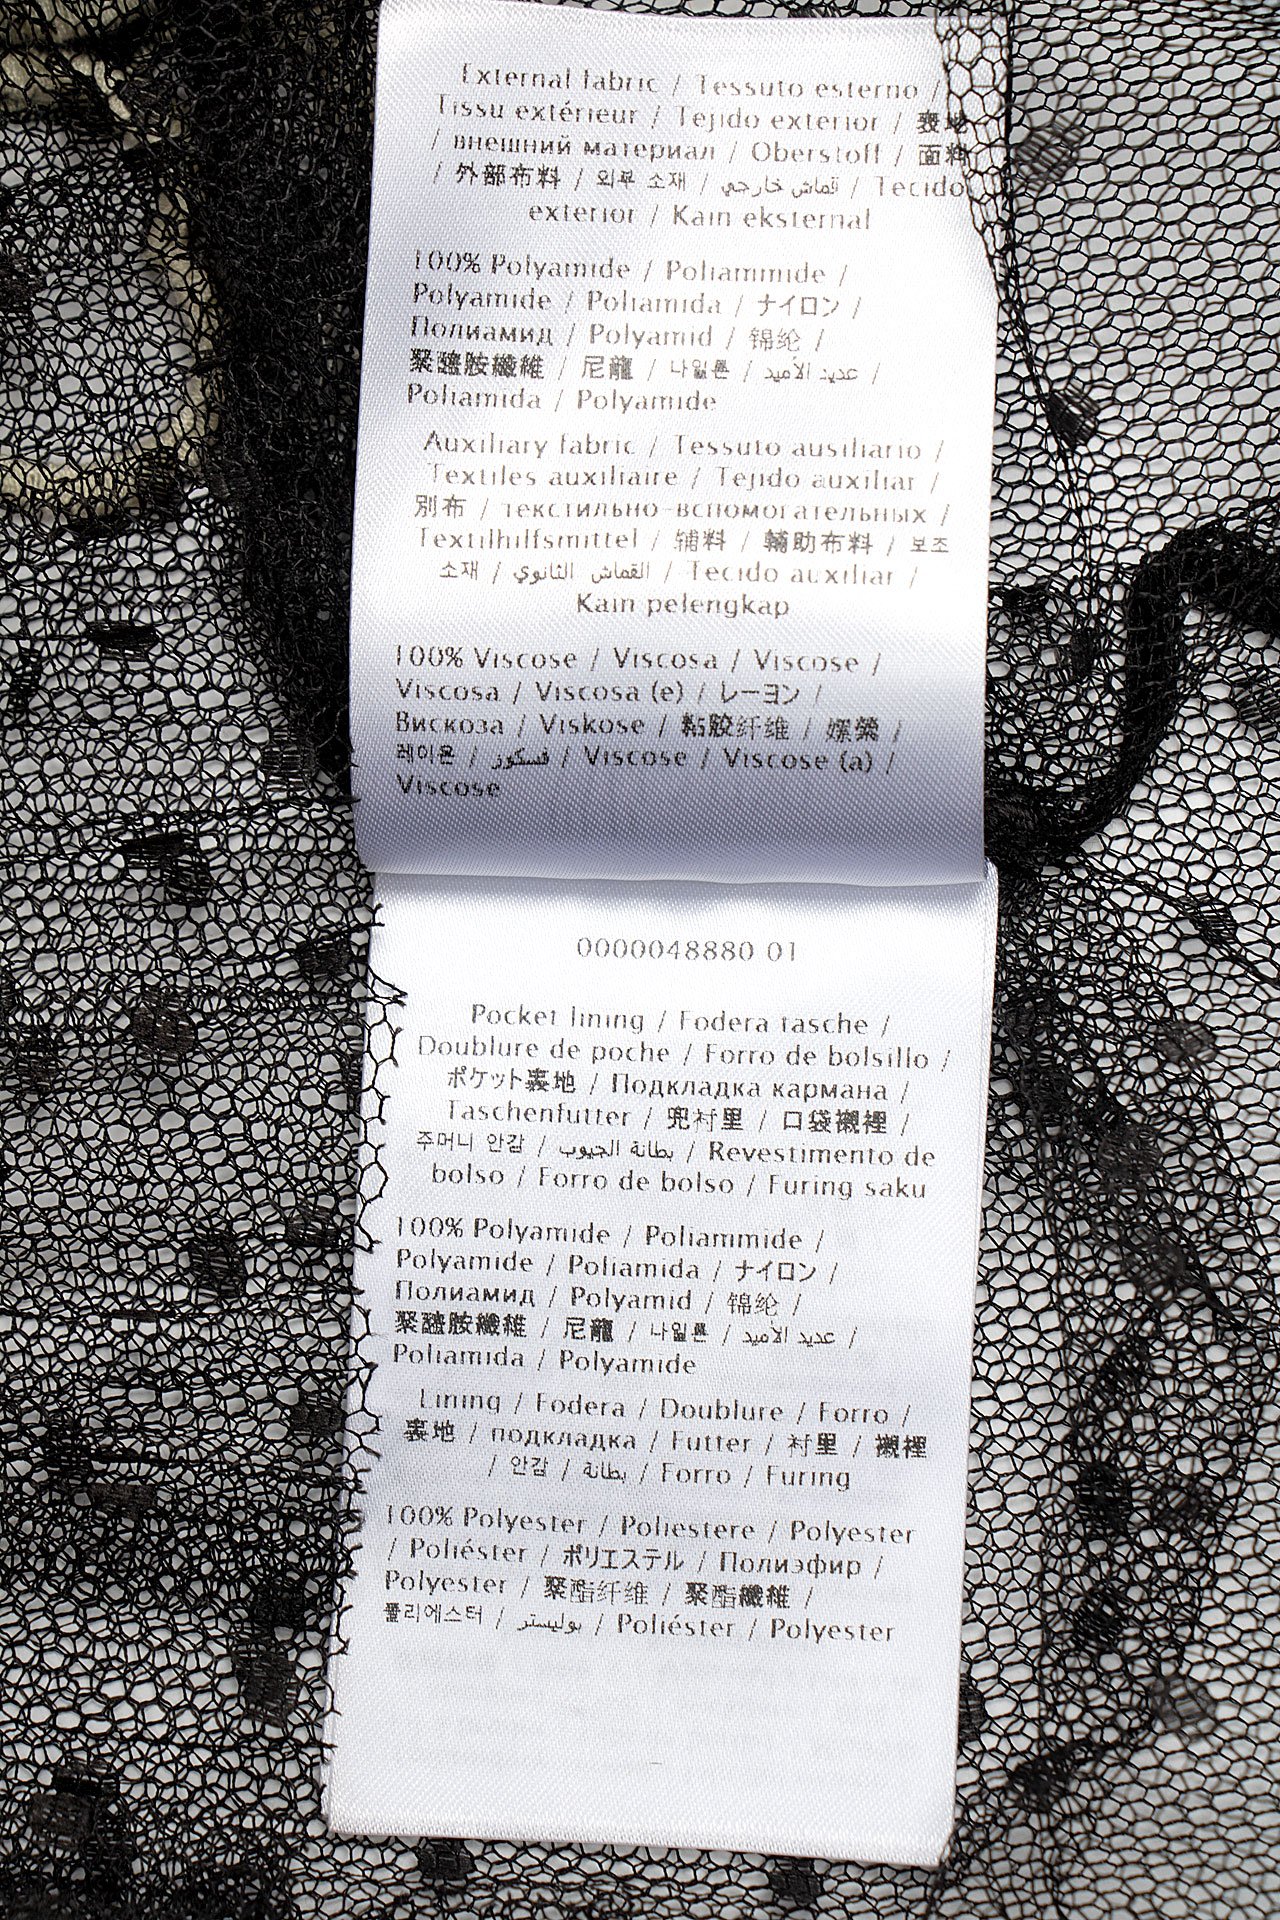 External fabric / Tessuto esterno /
Tissu extérieur / Tejido exterior / 表地
/ внешний материал / Oberstoff / 面料
/ 外部布料 / 외부 소재 / قماش خارجي / Tecido
exterior / Kain eksternal
100% Polyamide / Poliammide /
Polyamide / Poliamida / ナイロン /
Полиамид / Polyamid / 锦纶 /
聚醯胺纖維 / 尼龍 / 나일론 / عديد الأميد /
Poliamida / Polyamide
Auxiliary fabric / Tessuto ausiliario /
Textiles auxiliaire / Tejido auxiliar /
別布 / текстильно-вспомогательных /
Textilhilfsmittel / 辅料 / 輔助布料 / 보조
소재 / القماش الثانوي / Tecido auxiliar /
Kain pelengkap
100% Viscose / Viscosa / Viscose /
Viscosa / Viscosa (e) / レーヨン /
Вискоза / Viskose / 粘胶纤维 / 嫘縈 /
레이온 / فسكوز / Viscose / Viscose (a) /
Viscose
0000048880 01
Pocket lining / Fodera tasche /
Doublure de poche / Forro de bolsillo /
ポケット裏地 / Подкладка кармана /
Taschenfutter / 兜衬里 / 口袋襯裡 /
주머니 안감 / بطانة الجيوب / Revestimento de
bolso / Forro de bolso / Furing saku
100% Polyamide / Poliammide /
Polyamide / Poliamida / ナイロン /
Полиамид / Polyamid / 锦纶 /
聚醯胺纖維 / 尼龍 / 나일론 / عديد الأميد /
Poliamida / Polyamide
Lining / Fodera / Doublure / Forro /
裏地 / подкладка / Futter / 衬里 / 襯裡
/ 안감 / بطانة / Forro / Furing
100% Polyester / Poliestere / Polyester
/ Poliéster / ポリエステル / Полиэфир /
Polyester / 聚酯纤维 / 聚酯纖維 /
폴리에스터 / بوليستر / Poliéster / Polyester